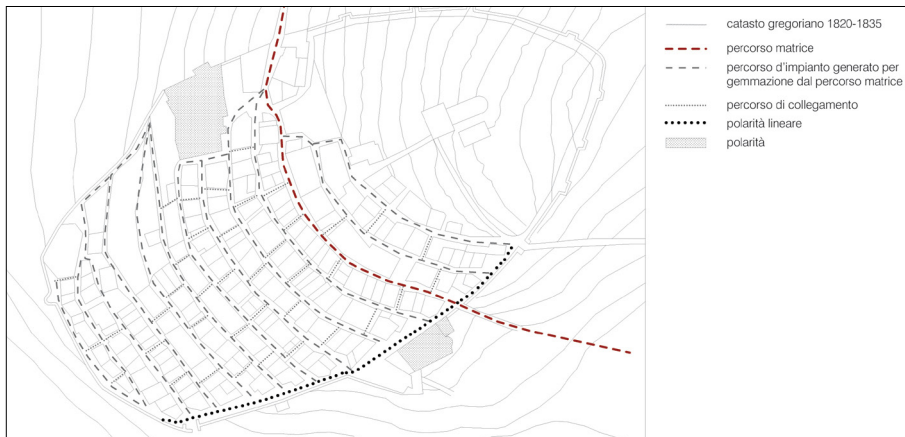 catasto gregoriano 1820-1835
percorso matrice
percorso d'impianto generato per
gemmazione dal percorso matrice
percorso di collegamento
polarità lineare
polarità